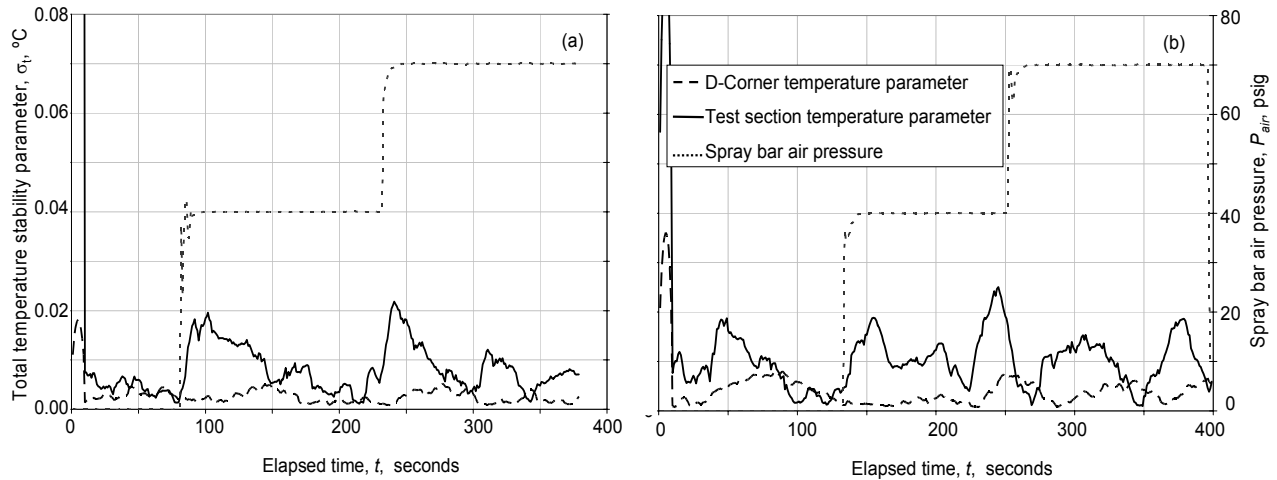 Total temperature stability parameter, σt, ºC
0.08
0.06
0.04
0.02
0.00
(a)
0
100
200
300
400
Elapsed time, t, seconds
(b)
D-Corner temperature parameter
Test section temperature parameter
Spray bar air pressure
80
60
40
20
0
Spray bar air pressure, Pair, psig
0
100
200
300
400
Elapsed time, t, seconds